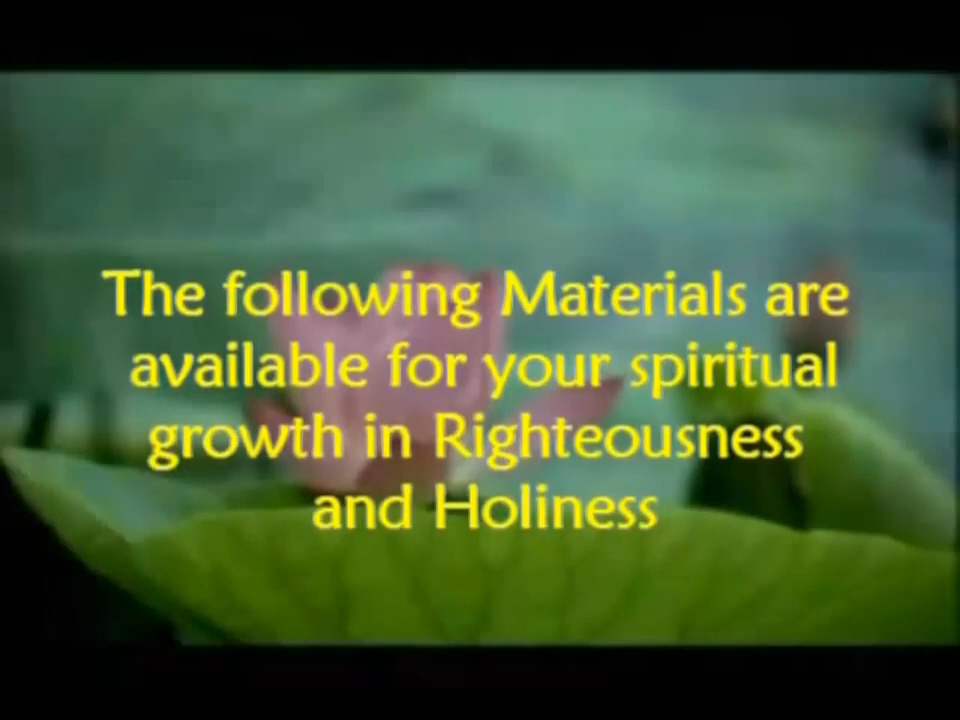 The following Materials are
available for your spiritual
growth in Righteousness
and Holiness